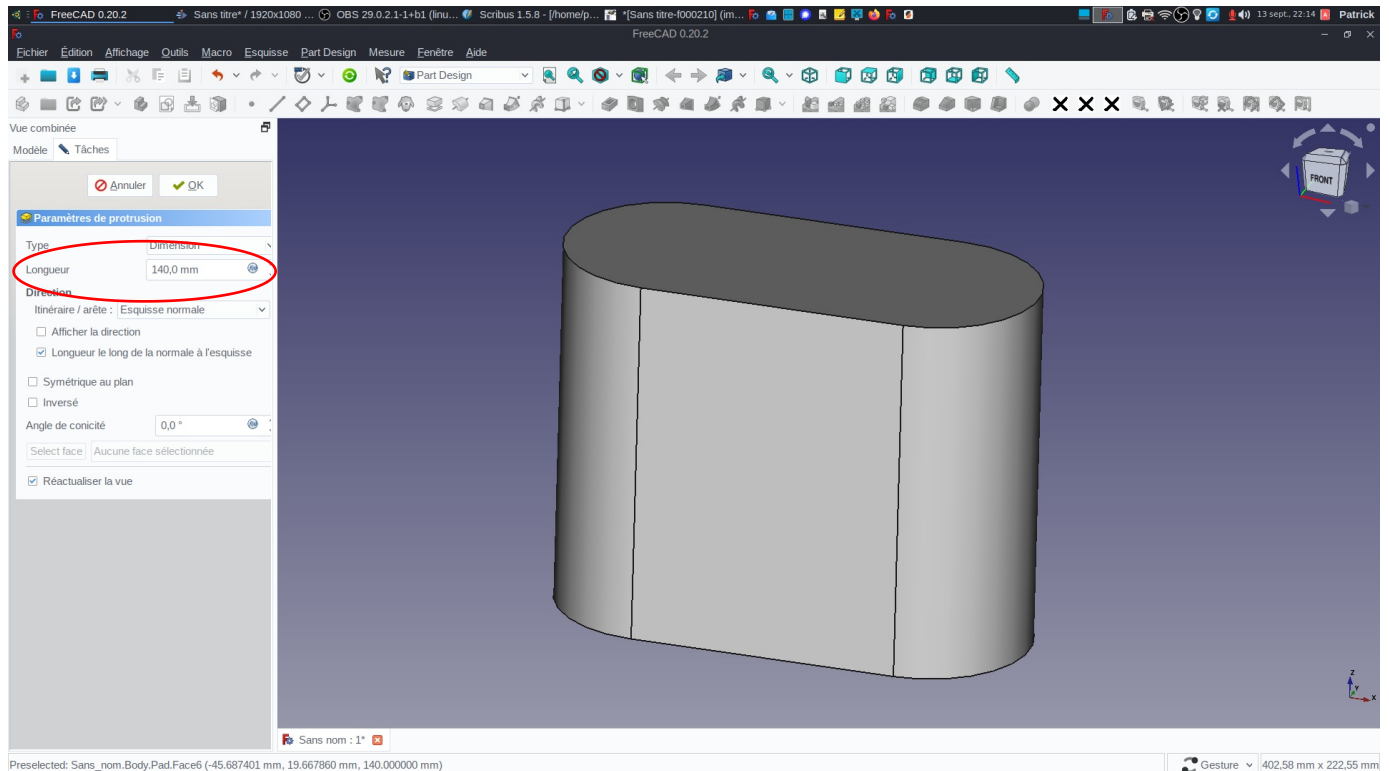 FreeCAD 0.20.2 Sans titre* / 1920x1080 ... OBS 29.0.2.1-1+b1 (linu... Scribus 1.5.8 - [/home/p... *[Sans titre-f000210] (im... 13 sept., 22:14 Patrick
FreeCAD 0.20.2
Fichier Édition Affichage Outils Macro Esquisse Part Design Mesure Fenêtre Aide
Part Design
Vue combinée
Modèle Tâches
Annuler OK
Paramètres de protrusion
Type Dimension
Longueur 140,0 mm
Direction
Itinéraire / arête : Esquisse normale
Afficher la direction
Longueur le long de la normale à l'esquisse
Symétrique au plan
Inversé
Angle de conicité 0,0 °
Select face Aucune face sélectionnée
Réactualiser la vue
FRONT
Z
Y
X
Sans nom : 1*
Preselected: Sans_nom.Body.Pad.Face6 (-45.687401 mm, 19.667860 mm, 140.000000 mm) Gesture 402,58 mm x 222,55 mm